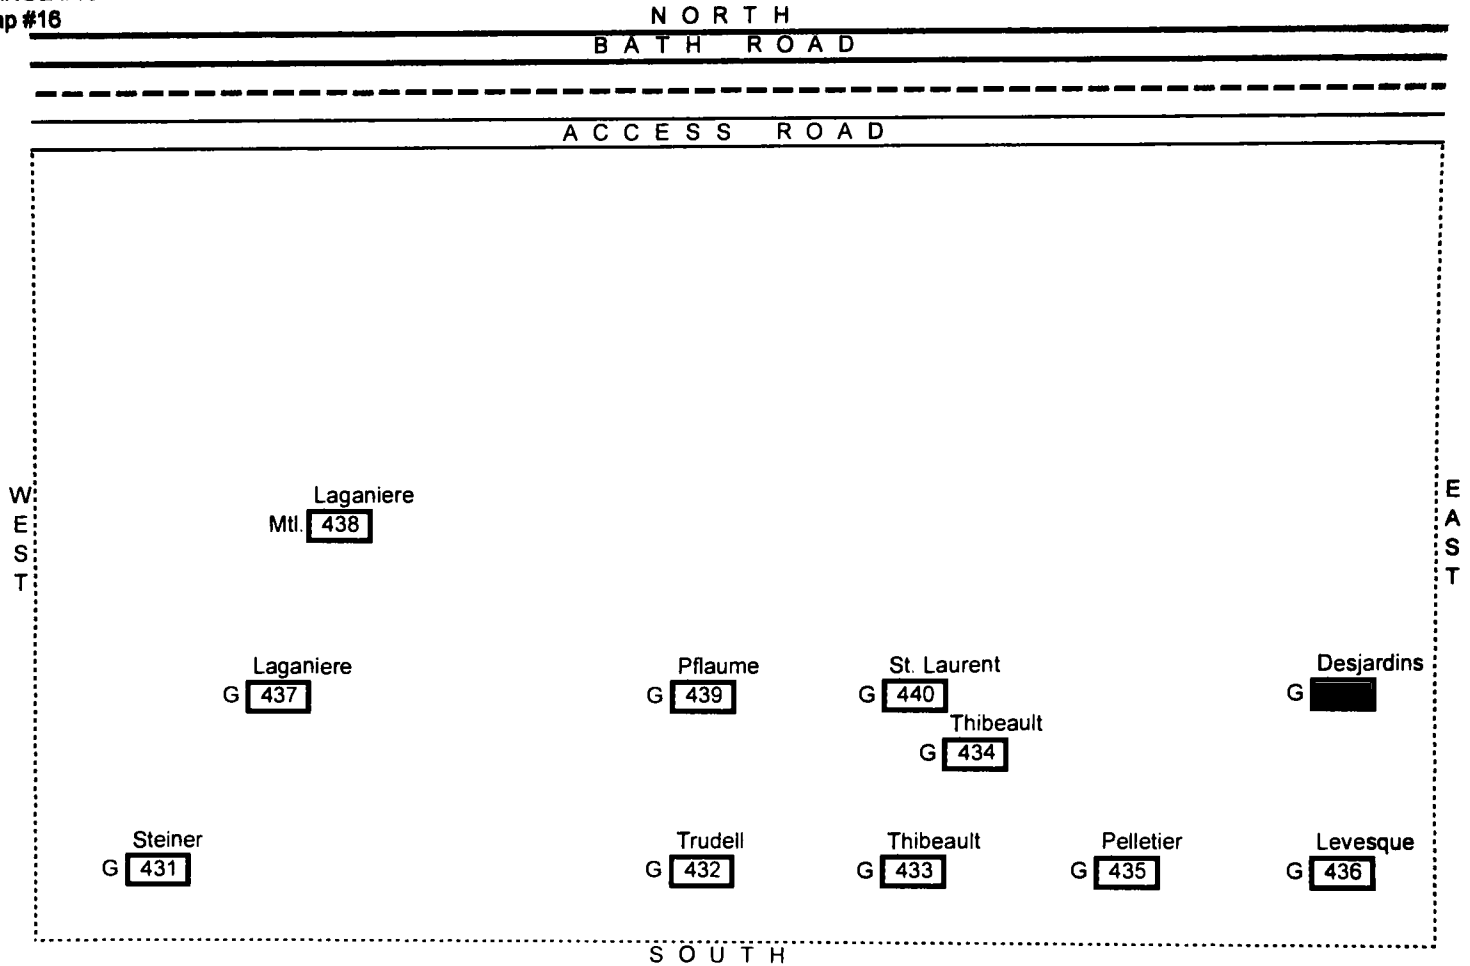 #16
NORTH
BATH ROAD
ACCESS ROAD
WEST
EAST
Laganiere
Mtl. 438
Laganiere
G 437
Pflaume
G 439
St. Laurent
G 440
Desjardins
G
Thibeault
G 434
Steiner
G 431
Trudell
G 432
Thibeault
G 433
Pelletier
G 435
Levesque
G 436
SOUTH